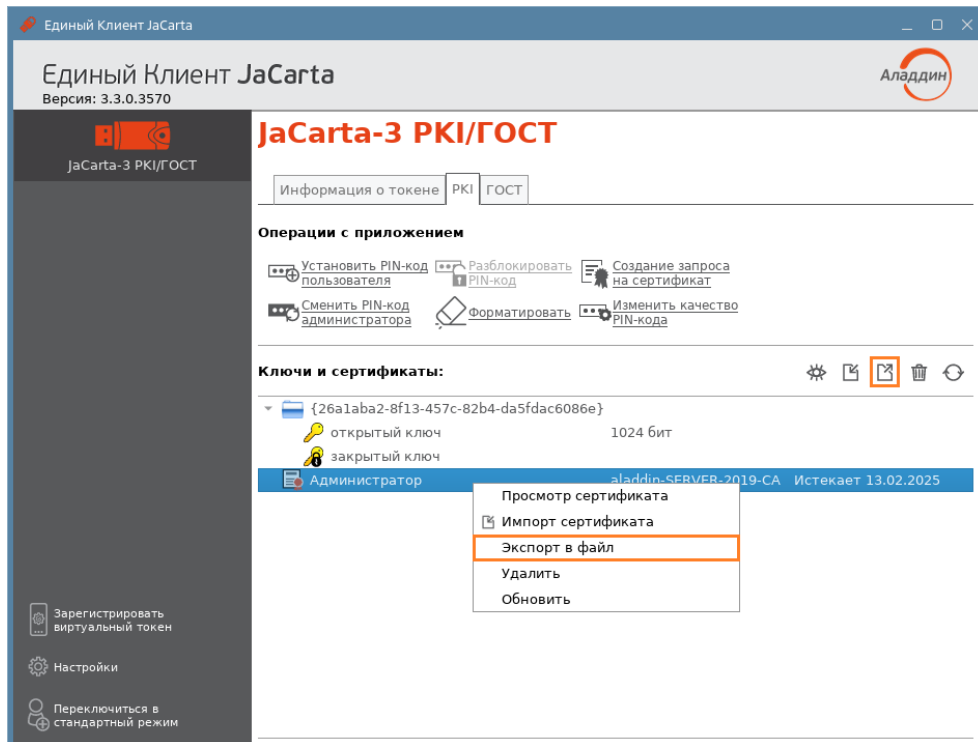 Единый Клиент JaCarta
Единый Клиент JaCarta
Версия: 3.3.0.3570
Аладдин
JaCarta-3 PKI/ГОСТ
JaCarta-3 PKI/ГОСТ
Информация о токене PKI ГОСТ
Операции с приложением
Установить PIN-код
пользователя
Разблокировать
PIN-код
Создание запроса
на сертификат
Сменить PIN-код
администратора
Форматировать
Изменить качество
PIN-кода
Ключи и сертификаты:
{26a1aba2-8f13-457c-82b4-da5fdac6086e}
открытый ключ 1024 бит
закрытый ключ
Администратор aladdin-SERVER-2019-CA Истекает 13.02.2025
Просмотр сертификата
Импорт сертификата
Экспорт в файл
Удалить
Обновить
Зарегистрировать
виртуальный токен
Настройки
Переключиться в
стандартный режим